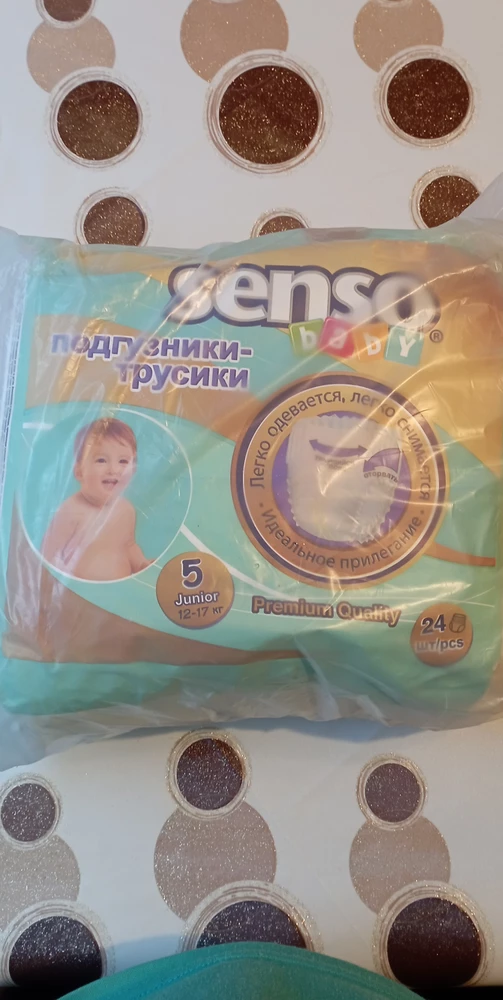 senso
baby®
подгузники-
трусики
Легко одевается, легко снимается
оторвать
• Идеальное прилегание •
5
Junior
12-17 кг
Premium Quality
24
шт/pcs